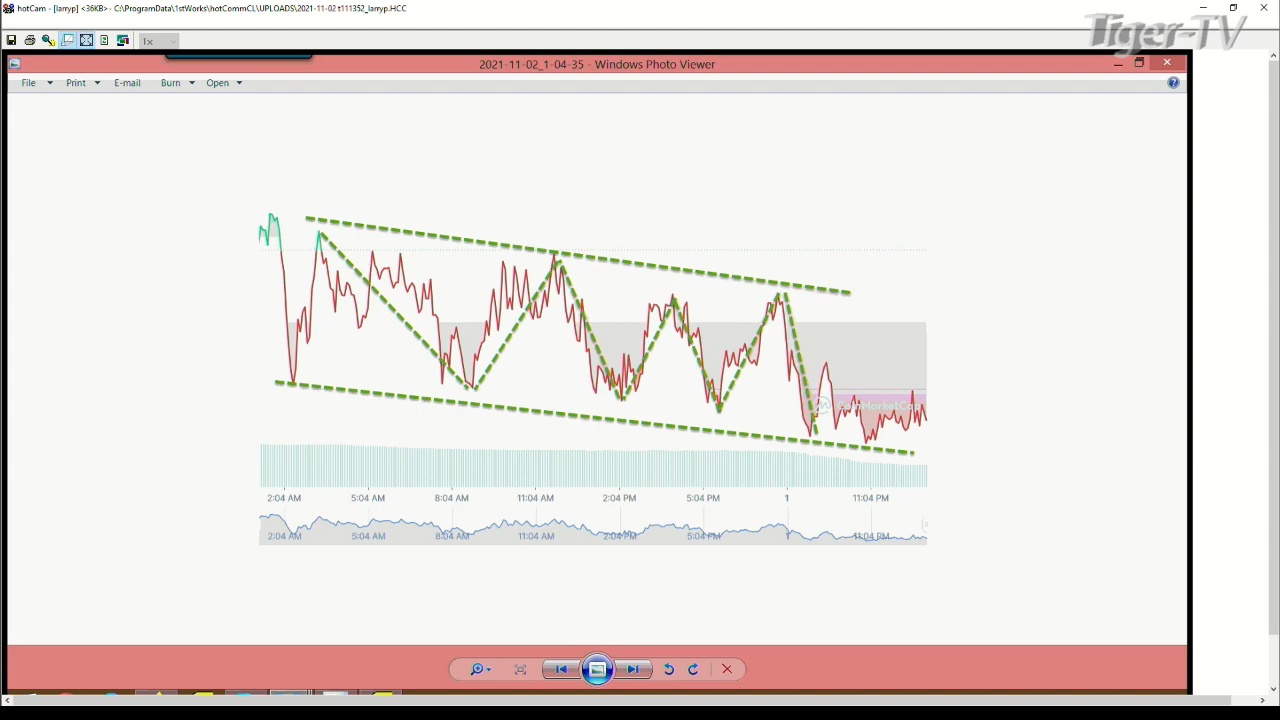 hotCam - [larryp] <36KB> - C:\ProgramData\1stWorks\hotCommCL\UPLOADS\2021-11-02 t111352_larryp.HCC
Tiger-TV
1x
2021-11-02_1-04-35 - Windows Photo Viewer
File Print E-mail Burn Open
2:04 AM 5:04 AM 8:04 AM 11:04 AM 2:04 PM 5:04 PM 1 11:04 PM
2:04 AM 5:04 AM 8:04 AM 11:04 AM 2:04 PM 5:04 PM 1 11:04 PM